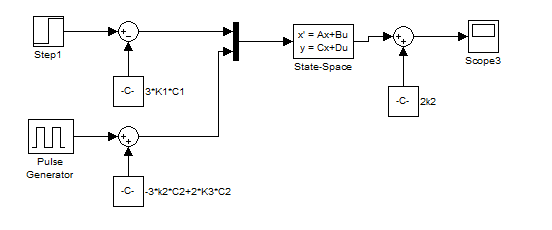 Step1
-C-
3*K1*C1
Pulse
Generator
-C-
-3*k2*C2+2*K3*C2
x' = Ax+Bu
y = Cx+Du
State-Space
-C-
2k2
Scope3